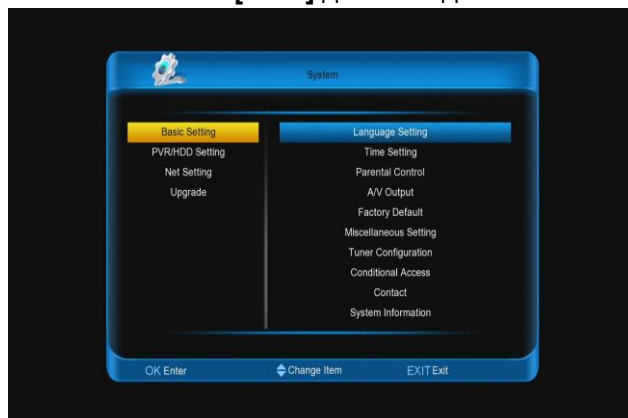 System
Basic Setting
PVR/HDD Setting
Net Setting
Upgrade
Language Setting
Time Setting
Parental Control
A/V Output
Factory Default
Miscellaneous Setting
Tuner Configuration
Conditional Access
Contact
System Information
OK Enter Change Item EXIT Exit